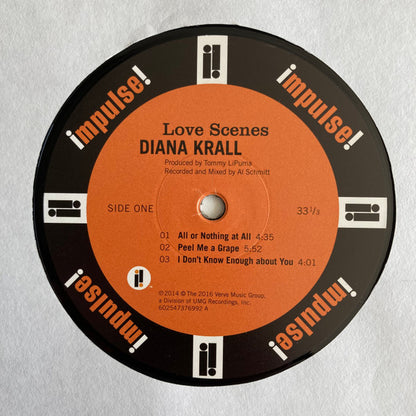 impulse!
impulse!
Love Scenes
DIANA KRALL
Produced by Tommy LiPuma
Recorded and Mixed by Al Schmitt
SIDE ONE
33 1/3
01 All or Nothing at All 4:35
02 Peel Me a Grape 5:52
03 I Don't Know Enough about You 4:01
℗ 2014 © The 2016 Verve Music Group,
a Division of UMG Recordings, Inc.
602547376992 A
impulse!
impulse!